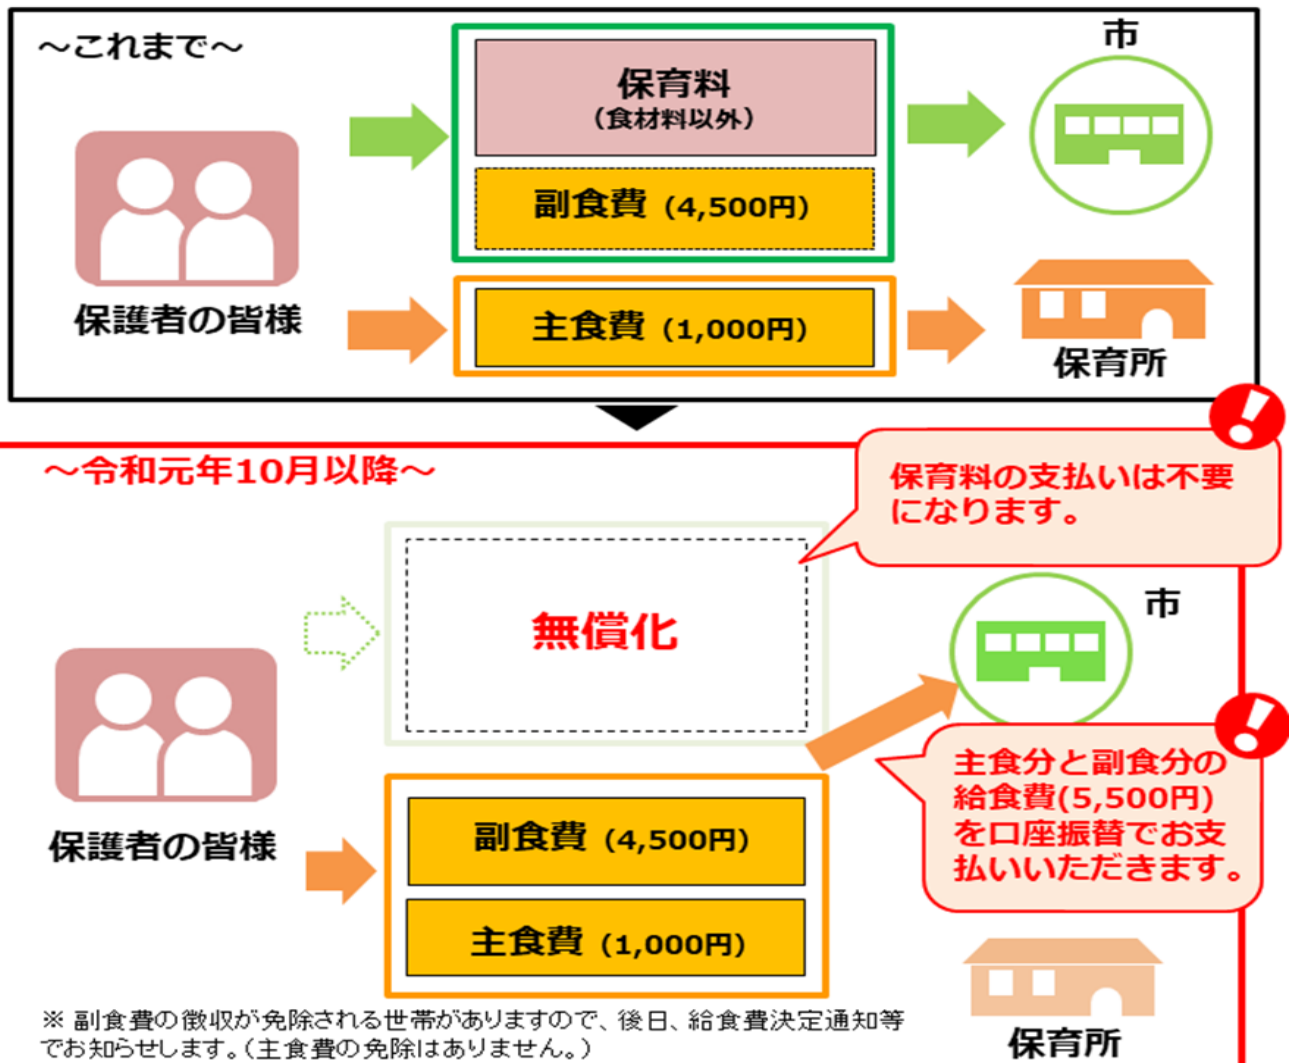 ～これまで～
市
保育料
（食材料以外）
副食費（4,500円）
保護者の皆様
主食費（1,000円）
保育所
～令和元年10月以降～
保育料の支払いは不要
になります。
無償化
市
主食分と副食分の
給食費(5,500円)
を口座振替でお支
払いいただきます。
保護者の皆様
副食費（4,500円）
主食費（1,000円）
保育所
※ 副食費の徴収が免除される世帯がありますので、後日、給食費決定通知等
でお知らせします。（主食費の免除はありません。）